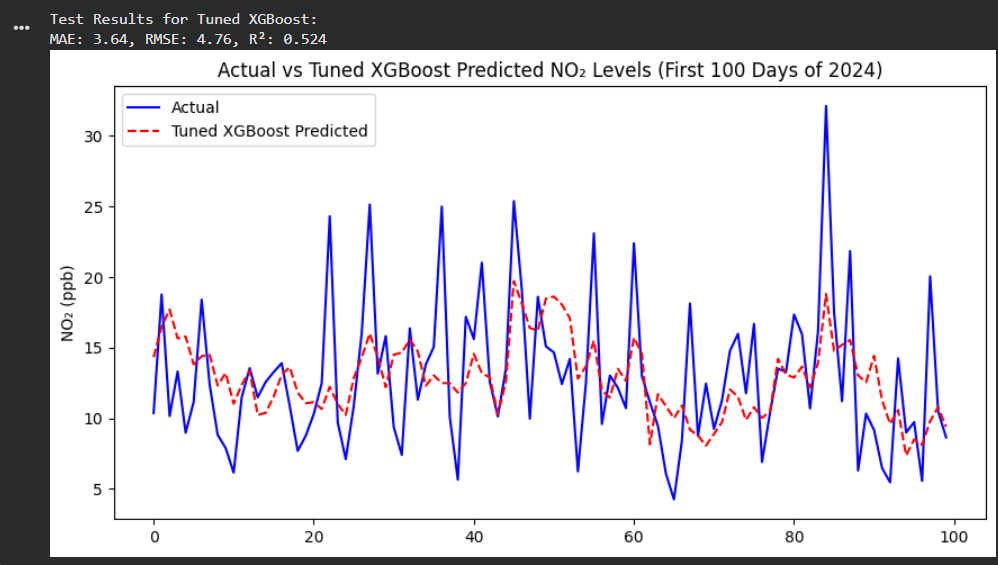 Test Results for Tuned XGBoost:
MAE: 3.64, RMSE: 4.76, R²: 0.524
Actual vs Tuned XGBoost Predicted NO₂ Levels (First 100 Days of 2024)
Actual
Tuned XGBoost Predicted
NO₂ (ppb)
30
25
20
15
10
5
0 20 40 60 80 100